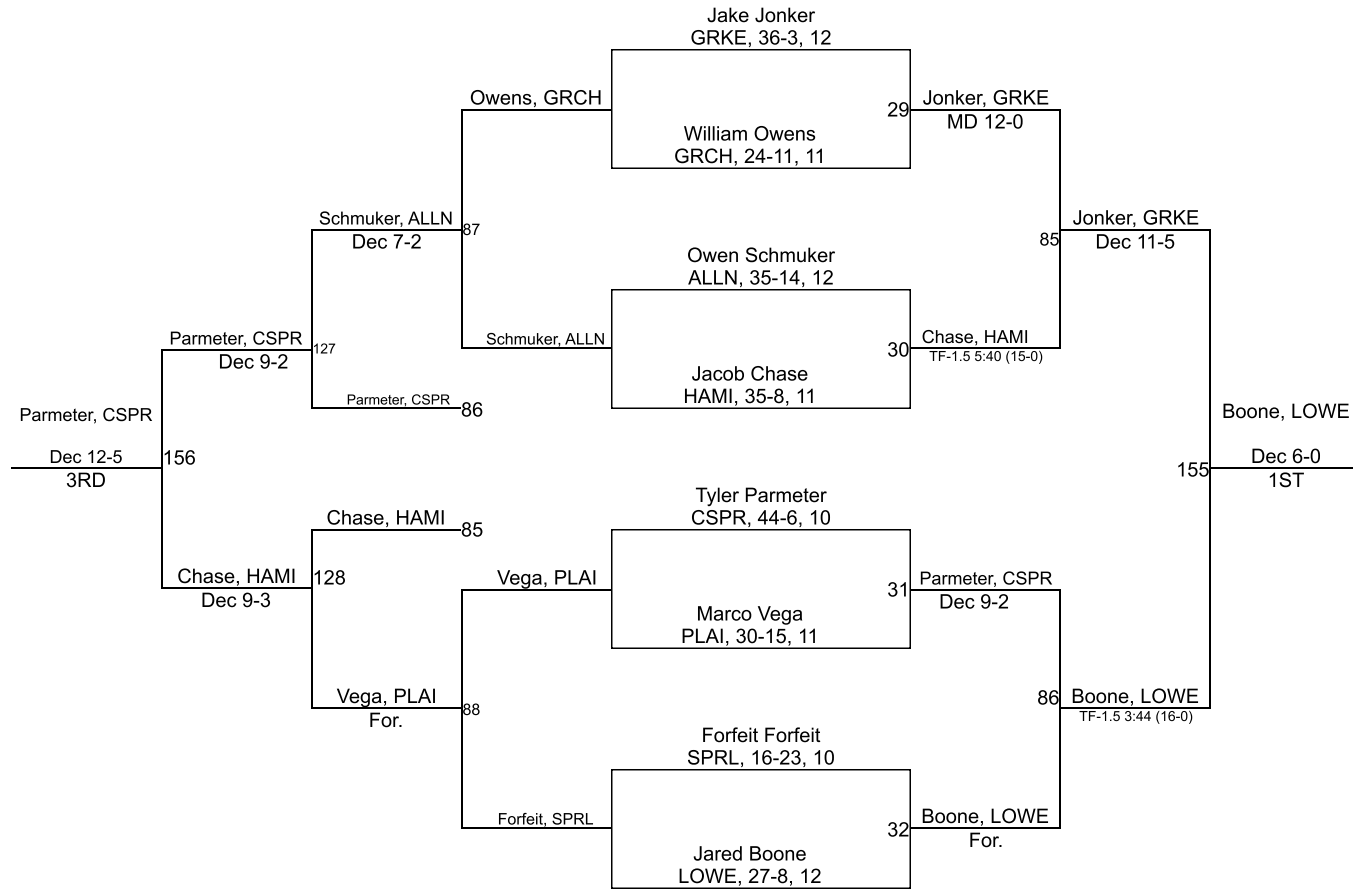 Jake Jonker
GRKE, 36-3, 12
Owens, GRCH
29
Jonker, GRKE
MD 12-0
William Owens
GRCH, 24-11, 11
Schmuker, ALLN
Dec 7-2
87
85
Jonker, GRKE
Dec 11-5
Owen Schmuker
ALLN, 35-14, 12
Parmeter, CSPR
Dec 9-2
127
Schmuker, ALLN
30
Chase, HAMI
TF-1.5 5:40 (15-0)
Jacob Chase
HAMI, 35-8, 11
Parmeter, CSPR
86
Parmeter, CSPR
Dec 12-5
3RD
156
Boone, LOWE
155
Dec 6-0
1ST
Tyler Parmeter
CSPR, 44-6, 10
Chase, HAMI
85
Chase, HAMI
Dec 9-3
128
Vega, PLAI
31
Parmeter, CSPR
Dec 9-2
Marco Vega
PLAI, 30-15, 11
Vega, PLAI
For.
88
86
Boone, LOWE
TF-1.5 3:44 (16-0)
Forfeit Forfeit
SPRL, 16-23, 10
Forfeit, SPRL
32
Boone, LOWE
For.
Jared Boone
LOWE, 27-8, 12